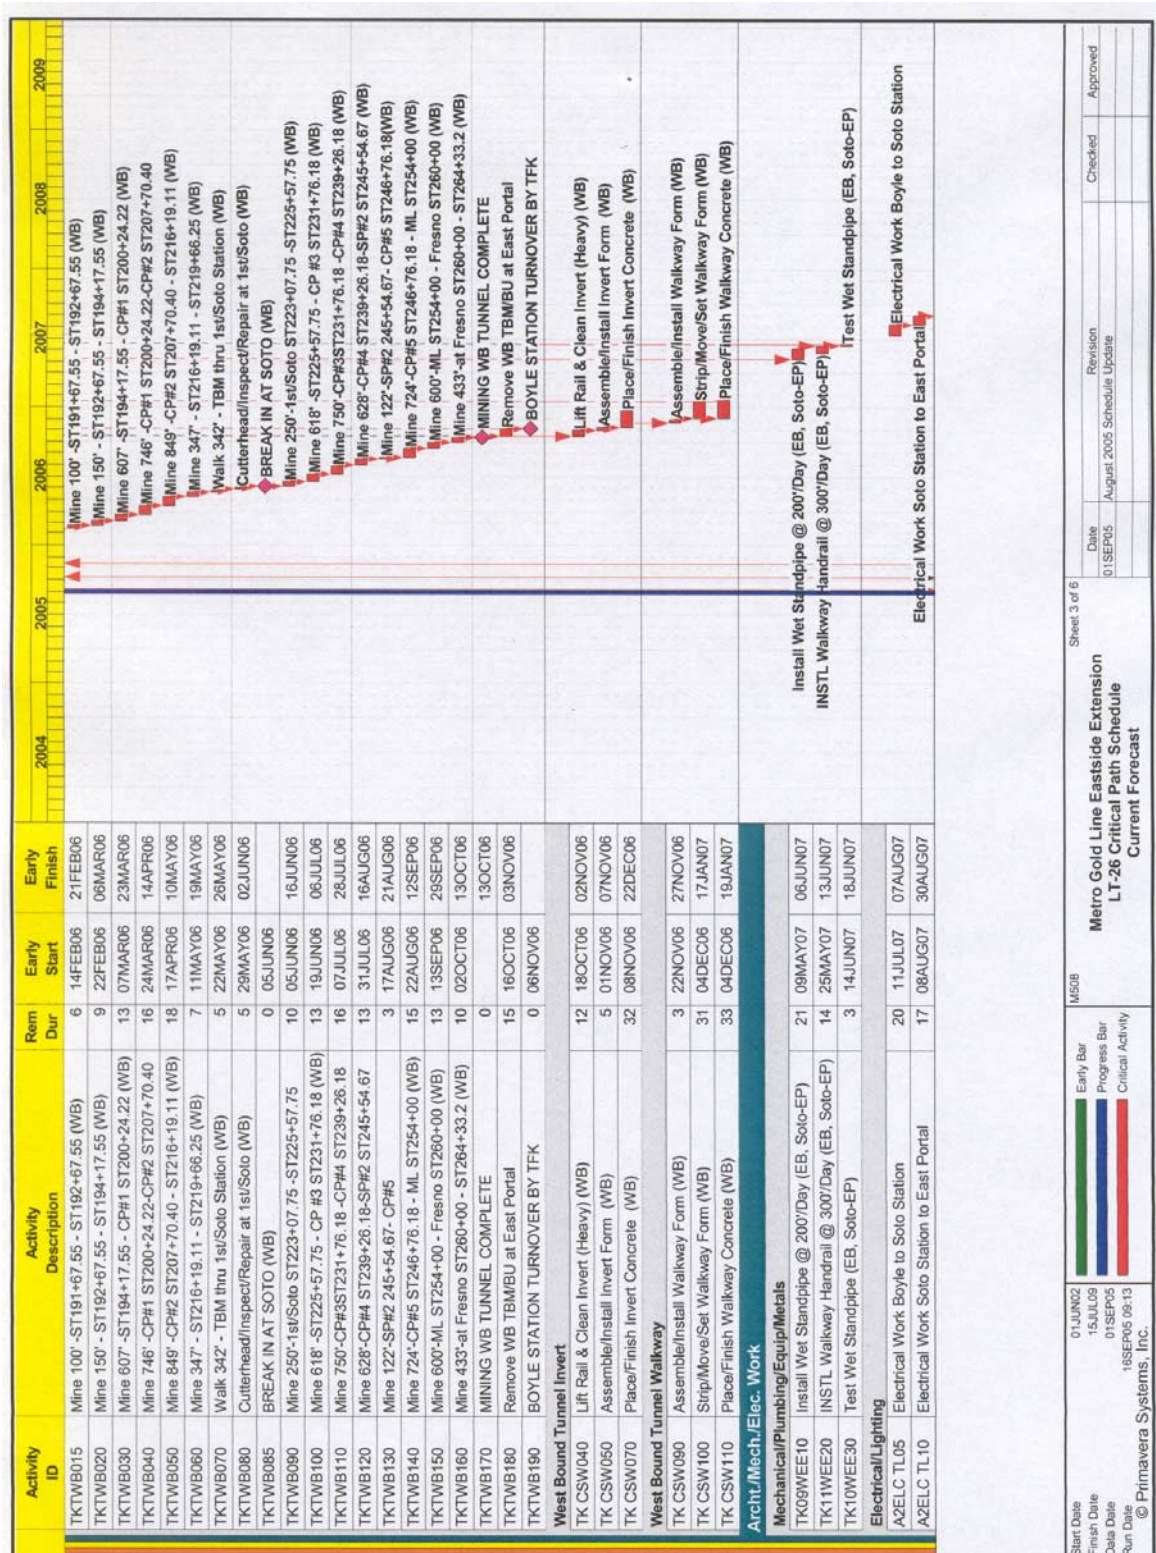 Activity ID Activity Description Rem Dur Early Start Early Finish 2004 2005 2006 2007 2008 2009
TKTWB015 Mine 100' -ST191+67.55 - ST192+67.55 (WB) 6 14FEB06 21FEB06 Mine 100' -ST191+67.55 - ST192+67.55 (WB)
TKTWB020 Mine 150' - ST192+67.55 - ST194+17.55 (WB) 9 22FEB06 06MAR06 Mine 150' - ST192+67.55 - ST194+17.55 (WB)
TKTWB030 Mine 607' -ST194+17.55 - CP#1 ST200+24.22 (WB) 13 07MAR06 23MAR06 Mine 607' -ST194+17.55 - CP#1 ST200+24.22 (WB)
TKTWB040 Mine 746' -CP#1 ST200+24.22-CP#2 ST207+70.40 16 24MAR06 14APR06 Mine 746' -CP#1 ST200+24.22-CP#2 ST207+70.40
TKTWB050 Mine 849' -CP#2 ST207+70.40 - ST216+19.11 (WB) 18 17APR06 10MAY06 Mine 849' -CP#2 ST207+70.40 - ST216+19.11 (WB)
TKTWB060 Mine 347' - ST216+19.11 - ST219+66.25 (WB) 7 11MAY06 19MAY06 Mine 347' - ST216+19.11 - ST219+66.25 (WB)
TKTWB070 Walk 342' - TBM thru 1st/Soto Station (WB) 5 22MAY06 26MAY06 Walk 342' - TBM thru 1st/Soto Station (WB)
TKTWB080 Cutterhead/Inspect/Repair at 1st/Soto (WB) 5 29MAY06 02JUN06 Cutterhead/Inspect/Repair at 1st/Soto (WB)
TKTWB085 BREAK IN AT SOTO (WB) 0 05JUN06 BREAK IN AT SOTO (WB)
TKTWB090 Mine 250'-1st/Soto ST223+07.75 -ST225+57.75 10 05JUN06 16JUN06 Mine 250'-1st/Soto ST223+07.75 -ST225+57.75 (WB)
TKTWB100 Mine 618' -ST225+57.75 - CP #3 ST231+76.18 (WB) 13 19JUN06 06JUL06 Mine 618' -ST225+57.75 - CP #3 ST231+76.18 (WB)
TKTWB110 Mine 750'-CP#3ST231+76.18 -CP#4 ST239+26.18 16 07JUL06 28JUL06 Mine 750'-CP#3ST231+76.18 -CP#4 ST239+26.18 (WB)
TKTWB120 Mine 628'-CP#4 ST239+26.18-SP#2 ST245+54.67 13 31JUL06 16AUG06 Mine 628'-CP#4 ST239+26.18-SP#2 ST245+54.67 (WB)
TKTWB130 Mine 122'-SP#2 245+54.67- CP#5 3 17AUG06 21AUG06 Mine 122'-SP#2 245+54.67- CP#5 ST246+76.18(WB)
TKTWB140 Mine 724'-CP#5 ST246+76.18 - ML ST254+00 (WB) 15 22AUG06 12SEP06 Mine 724'-CP#5 ST246+76.18 - ML ST254+00 (WB)
TKTWB150 Mine 600'-ML ST254+00 - Fresno ST260+00 (WB) 13 13SEP06 29SEP06 Mine 600'-ML ST254+00 - Fresno ST260+00 (WB)
TKTWB160 Mine 433'-at Fresno ST260+00 - ST264+33.2 (WB) 10 02OCT06 13OCT06 Mine 433'-at Fresno ST260+00 - ST264+33.2 (WB)
TKTWB170 MINING WB TUNNEL COMPLETE 0 13OCT06 MINING WB TUNNEL COMPLETE
TKTWB180 Remove WB TBM/BU at East Portal 15 16OCT06 03NOV06 Remove WB TBM/BU at East Portal
TKTWB190 BOYLE STATION TURNOVER BY TFK 0 06NOV06 BOYLE STATION TURNOVER BY TFK
West Bound Tunnel Invert
TK CSW040 Lift Rail & Clean Invert (Heavy) (WB) 12 18OCT06 02NOV06 Lift Rail & Clean Invert (Heavy) (WB)
TK CSW050 Assemble/Install Invert Form (WB) 5 01NOV06 07NOV06 Assemble/Install Invert Form (WB)
TK CSW070 Place/Finish Invert Concrete (WB) 32 08NOV06 22DEC06 Place/Finish Invert Concrete (WB)
West Bound Tunnel Walkway
TK CSW090 Assemble/Install Walkway Form (WB) 3 22NOV06 27NOV06 Assemble/Install Walkway Form (WB)
TK CSW100 Strip/Move/Set Walkway Form (WB) 31 04DEC06 17JAN07 Strip/Move/Set Walkway Form (WB)
TK CSW110 Place/Finish Walkway Concrete (WB) 33 04DEC06 19JAN07 Place/Finish Walkway Concrete (WB)
Archt./Mech./Elec. Work
Mechanical/Plumbing/Equip/Metals
TK09WEE10 Install Wet Standpipe @ 200'/Day (EB, Soto-EP) 21 09MAY07 06JUN07 Install Wet Standpipe @ 200'/Day (EB, Soto-EP)
TK11WEE20 INSTL Walkway Handrail @ 300'/Day (EB, Soto-EP) 14 25MAY07 13JUN07 INSTL Walkway Handrail @ 300'/Day (EB, Soto-EP)
TK10WEE30 Test Wet Standpipe (EB, Soto-EP) 3 14JUN07 18JUN07 Test Wet Standpipe (EB, Soto-EP)
Electrical/Lighting
A2ELC TL05 Electrical Work Boyle to Soto Station 20 11JUL07 07AUG07 Electrical Work Boyle to Soto Station
A2ELC TL10 Electrical Work Soto Station to East Portal 17 08AUG07 30AUG07 Electrical Work Soto Station to East Portal
Start Date 01JUN02
Finish Date 15JUL09
Data Date 01SEP05
Run Date 16SEP05 09:13
© Primavera Systems, Inc.
Early Bar
Progress Bar
Critical Activity
M508
Sheet 3 of 6
Metro Gold Line Eastside Extension
LT-26 Critical Path Schedule
Current Forecast
Date Revision Checked Approved
01SEP05 August 2005 Schedule Update